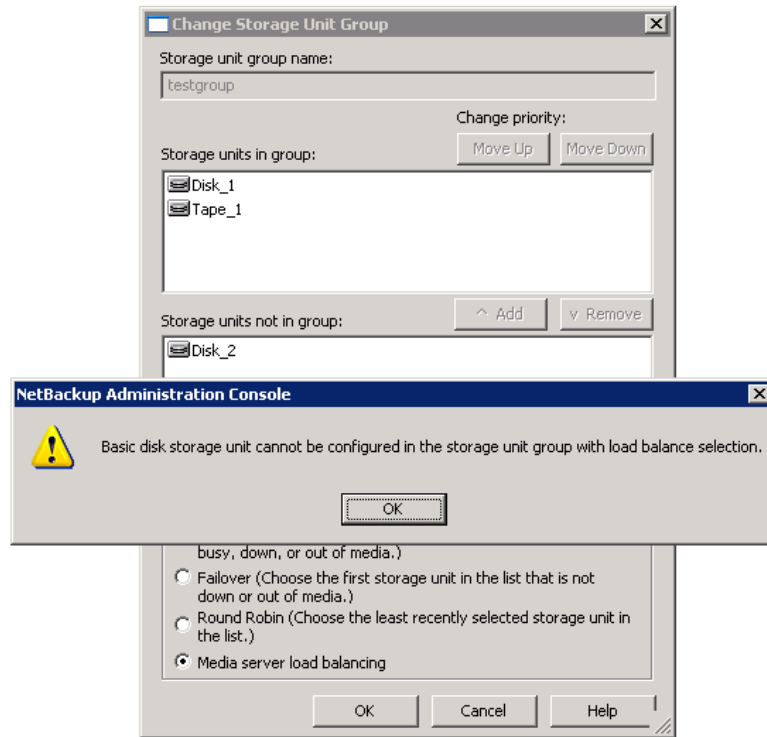 Change Storage Unit Group
Storage unit group name:
testgroup
Change priority:
Storage units in group:
Move Up
Move Down
Disk_1
Tape_1
Storage units not in group:
^ Add
v Remove
Disk_2
NetBackup Administration Console
Basic disk storage unit cannot be configured in the storage unit group with load balance selection.
OK
busy, down, or out of media.)
Failover (Choose the first storage unit in the list that is not
down or out of media.)
Round Robin (Choose the least recently selected storage unit in
the list.)
Media server load balancing
OK
Cancel
Help